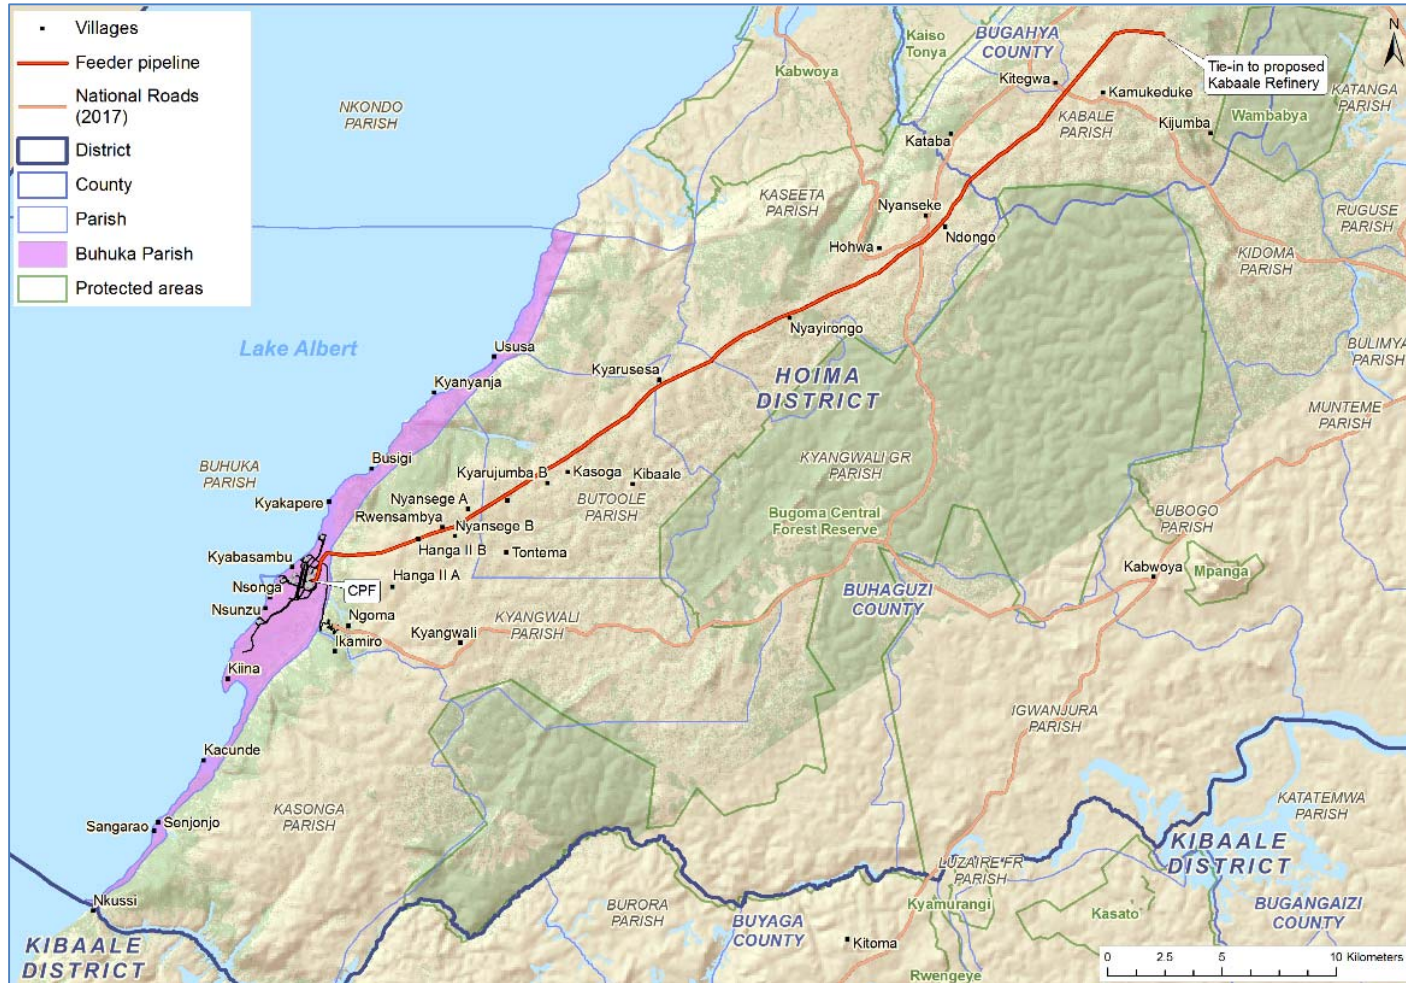 Villages
Feeder pipeline
National Roads
(2017)
District
County
Parish
Buhuka Parish
Protected areas
N
NKONDO
PARISH
Kabwoya
Kaiso
Tonya
BUGAHYA
COUNTY
Kitegwa
Tie-in to proposed
Kabaale Refinery
Kamukeduke
KABALE
PARISH
Kijumba
Wambabya
KATANGA
PARISH
Kataba
KASEETA
PARISH
Nyanseke
Ndongo
Hohwa
RUGUSE
PARISH
KIDOMA
PARISH
Lake Albert
Ususa
Nyayirongo
Kyarusesa
HOIMA
DISTRICT
BULIMYA
PARISH
Kyanyanja
MUNTEME
PARISH
BUHUKA
PARISH
Busigi
Kyarujumba B
Kasoga
Kibaale
KYANGWALI GR
PARISH
Kyakapere
Nyansege A
BUTOOLE
PARISH
Rwensambya
Nyansege B
Bugoma Central
Forest Reserve
BUBOGO
PARISH
Hanga II B
Tontema
Kyabasambu
Nsonga
CPF
Hanga II A
Kabwoya
Mpanga
BUHAGUZI
COUNTY
Nsunzu
Ngoma
KYANGWALI
PARISH
Ikamiro
Kyangwali
Kiina
IGWANJURA
PARISH
Kacunde
KASONGA
PARISH
KATATEMWA
PARISH
Sangarao
Senjonjo
KIBAALE
DISTRICT
LUZAIRE FR
PARISH
Nkussi
BURORA
PARISH
BUYAGA
COUNTY
Kyamurangi
Kasato
BUGANGAIZI
COUNTY
KIBAALE
DISTRICT
Kitoma
Rwengeye
0 2.5 5 10 Kilometers